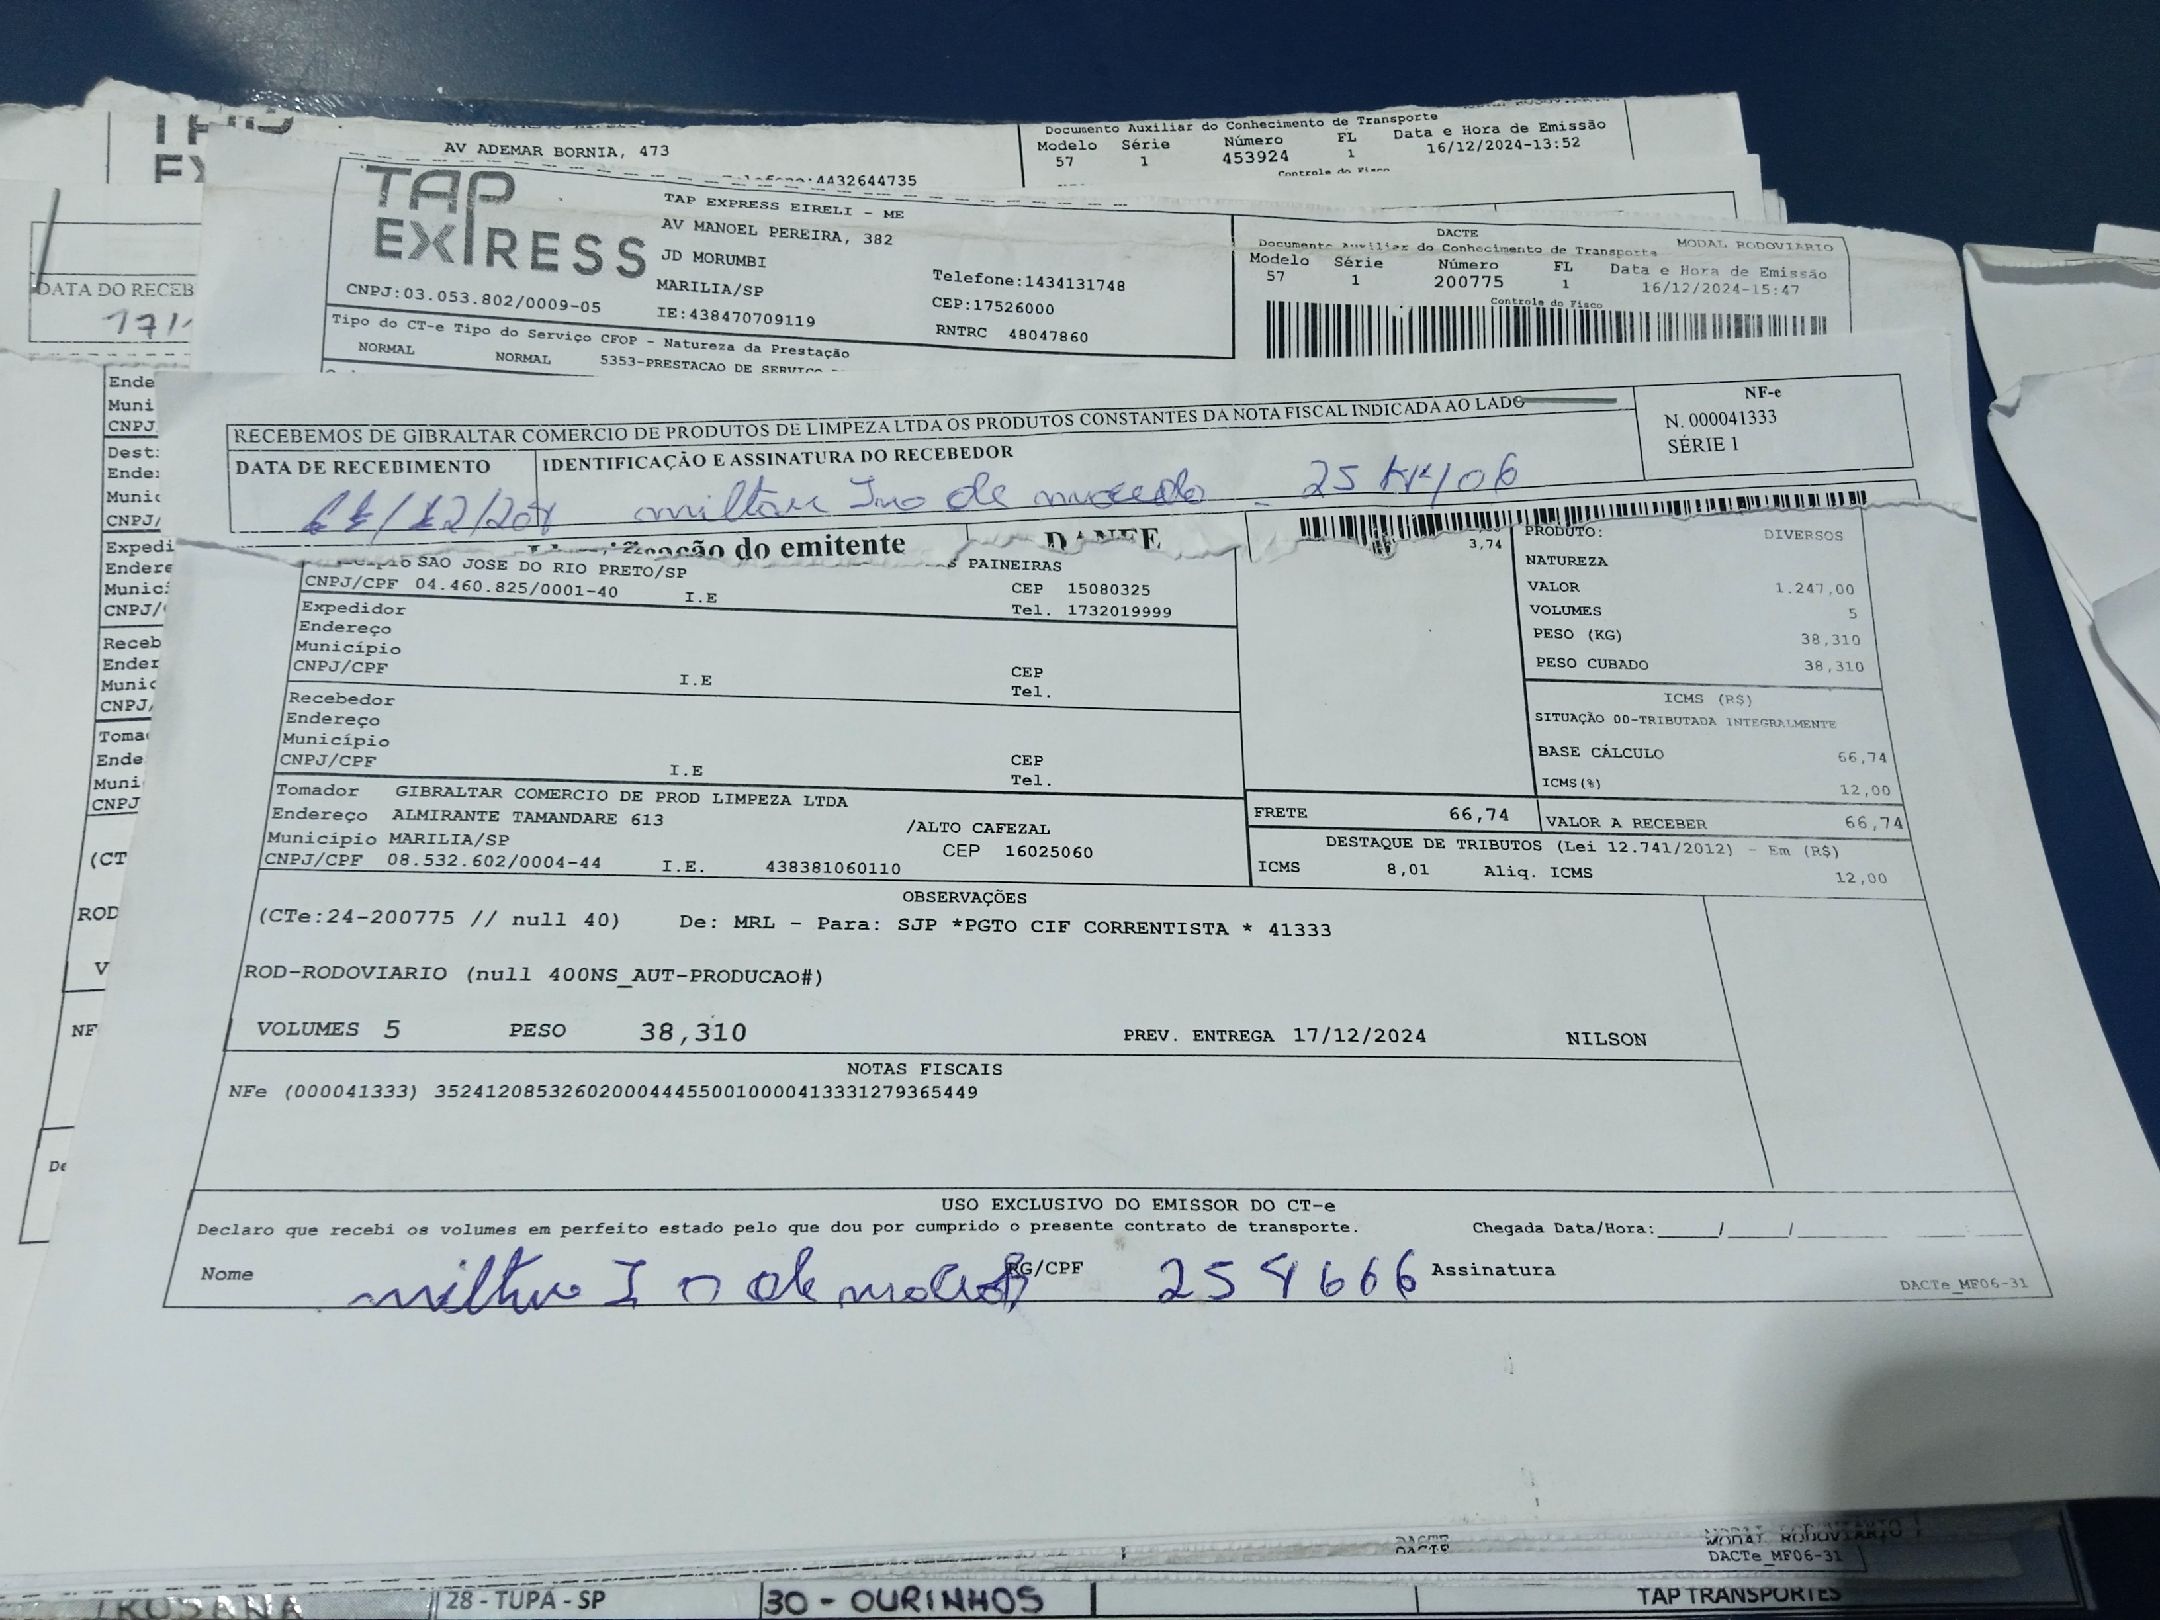 AV ADEMAR BORNIA, 473
4432644735
Documento Auxiliar do Conhecimento de Transporte
Modelo Série Número FL Data e Hora de Emissão
57 1 453924 1 16/12/2024-13:52
Controle do Fisco
TAP EXPRESS
TAP EXPRESS EIRELI - ME
AV MANOEL PEREIRA, 382
JD MORUMBI
MARILIA/SP
CNPJ:03.053.802/0009-05
IE:438470709119
Telefone:1434131748
CEP:17526000
RNTRC 48047860
DACTE
Documento Auxiliar do Conhecimento de Transporte MODAL RODOVIARIO
Modelo Série Número FL Data e Hora de Emissão
57 1 200775 1 16/12/2024-15:47
Controle do Fisco
Tipo do CT-e Tipo do Serviço CFOP - Natureza da Prestação
NORMAL NORMAL 5353-PRESTACAO DE SERVICO
DATA DO RECEB
17/1
RECEBEMOS DE GIBRALTAR COMERCIO DE PRODUTOS DE LIMPEZA LTDA OS PRODUTOS CONSTANTES DA NOTA FISCAL INDICADA AO LADO
NF-e
N. 000041333
SÉRIE 1
DATA DE RECEBIMENTO IDENTIFICAÇÃO E ASSINATURA DO RECEBEDOR
do emitente DANFE
SAO JOSE DO RIO PRETO/SP PAINEIRAS
CNPJ/CPF 04.460.825/0001-40 I.E CEP 15080325
Tel. 1732019999
Expedidor
Endereço
Município
CNPJ/CPF I.E CEP
Tel.
Recebedor
Endereço
Município
CNPJ/CPF I.E CEP
Tel.
Tomador GIBRALTAR COMERCIO DE PROD LIMPEZA LTDA
Endereço ALMIRANTE TAMANDARE 613 /ALTO CAFEZAL
Município MARILIA/SP CEP 16025060
CNPJ/CPF 08.532.602/0004-44 I.E. 438381060110
3,74
PRODUTO: DIVERSOS
NATUREZA
VALOR 1.247,00
VOLUMES 5
PESO (KG) 38,310
PESO CUBADO 38,310
ICMS (R$)
SITUAÇÃO 00-TRIBUTADA INTEGRALMENTE
BASE CÁLCULO 66,74
ICMS(%) 12,00
FRETE 66,74 VALOR A RECEBER 66,74
DESTAQUE DE TRIBUTOS (Lei 12.741/2012) - Em (R$)
ICMS 8,01 Aliq. ICMS 12,00
OBSERVAÇÕES
(CTe:24-200775 // null 40) De: MRL - Para: SJP *PGTO CIF CORRENTISTA * 41333
ROD-RODOVIARIO (null 400NS_AUT-PRODUCAO#)
VOLUMES 5 PESO 38,310 PREV. ENTREGA 17/12/2024 NILSON
NOTAS FISCAIS
NFe (000041333) 35241208532602000444550010000413331279365449
USO EXCLUSIVO DO EMISSOR DO CT-e
Declaro que recebi os volumes em perfeito estado pelo que dou por cumprido o presente contrato de transporte. Chegada Data/Hora:____/____/
Nome RG/CPF 254666 Assinatura
DACTe_MF06-31
DACTE
MODAL RODOVIARIO
DACTe_MF06-31
28 - TUPA - SP 30 - OURINHOS TAP TRANSPORTES